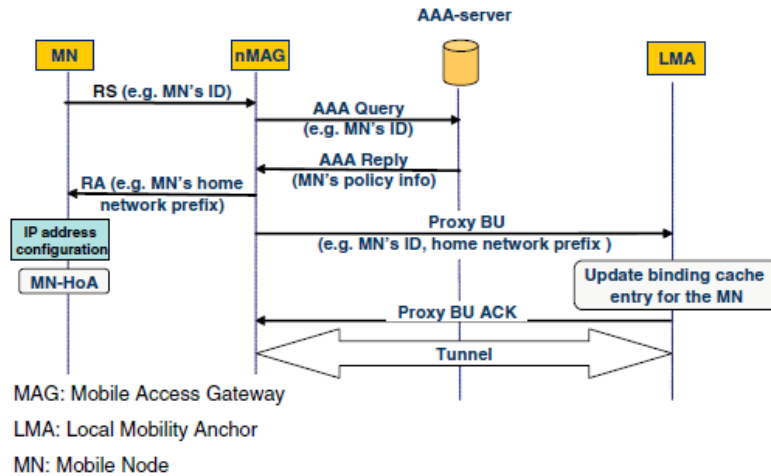 AAA-server
MN
nMAG
LMA
RS (e.g. MN's ID)
AAA Query
(e.g. MN's ID)
AAA Reply
(MN's policy info)
RA (e.g. MN's home
network prefix)
IP address
configuration
Proxy BU
(e.g. MN's ID, home network prefix )
MN-HoA
Update binding cache
entry for the MN
Proxy BU ACK
Tunnel
MAG: Mobile Access Gateway
LMA: Local Mobility Anchor
MN: Mobile Node